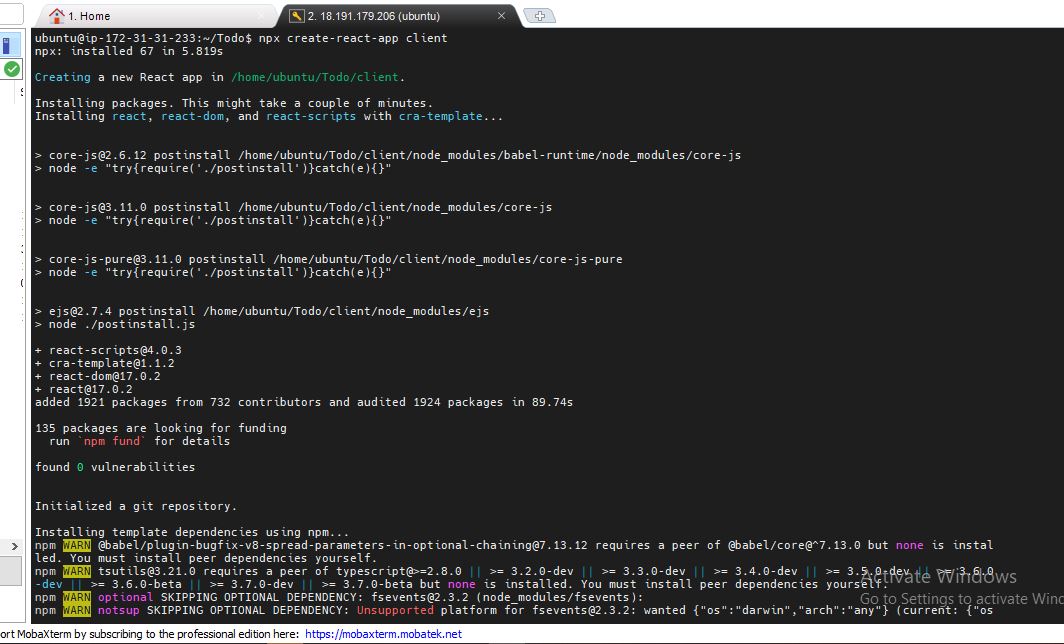 1. Home
2. 18.191.179.206 (ubuntu)
ubuntu@ip-172-31-31-233:~/Todo$ npx create-react-app client
npx: installed 67 in 5.819s
Creating a new React app in /home/ubuntu/Todo/client.
Installing packages. This might take a couple of minutes.
Installing react, react-dom, and react-scripts with cra-template...
> core-js@2.6.12 postinstall /home/ubuntu/Todo/client/node_modules/babel-runtime/node_modules/core-js
> node -e "try{require('./postinstall')}catch(e){}"
> core-js@3.11.0 postinstall /home/ubuntu/Todo/client/node_modules/core-js
> node -e "try{require('./postinstall')}catch(e){}"
> core-js-pure@3.11.0 postinstall /home/ubuntu/Todo/client/node_modules/core-js-pure
> node -e "try{require('./postinstall')}catch(e){}"
> ejs@2.7.4 postinstall /home/ubuntu/Todo/client/node_modules/ejs
> node ./postinstall.js
+ react-scripts@4.0.3
+ cra-template@1.1.2
+ react-dom@17.0.2
+ react@17.0.2
added 1921 packages from 732 contributors and audited 1924 packages in 89.74s
135 packages are looking for funding
run `npm fund` for details
found 0 vulnerabilities
Initialized a git repository.
Installing template dependencies using npm...
npm WARN @babel/plugin-bugfix-v8-spread-parameters-in-optional-chaining@7.13.12 requires a peer of @babel/core@^7.13.0 but none is instal
led. You must install peer dependencies yourself.
npm WARN tsutils@3.21.0 requires a peer of typescript@>=2.8.0 || >= 3.2.0-dev || >= 3.3.0-dev || >= 3.4.0-dev || >= 3.5.0-dev || >= 3.6.0
-dev || >= 3.6.0-beta || >= 3.7.0-dev || >= 3.7.0-beta but none is installed. You must install peer dependencies yourself.
Activate Windows
npm WARN optional SKIPPING OPTIONAL DEPENDENCY: fsevents@2.3.2 (node_modules/fsevents):
Go to Settings to activate Winc
npm WARN notsup SKIPPING OPTIONAL DEPENDENCY: Unsupported platform for fsevents@2.3.2: wanted {"os":"darwin","arch":"any"} (current: {"os
ort MobaXterm by subscribing to the professional edition here: https://mobaxterm.mobatek.net